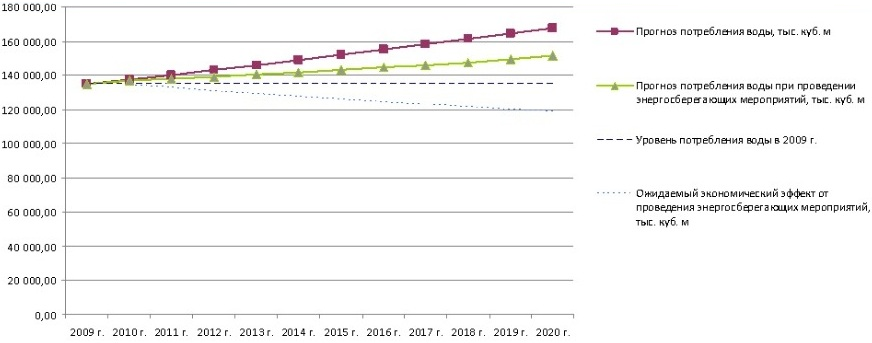 180 000,00
160 000,00
140 000,00
120 000,00
100 000,00
80 000,00
60 000,00
40 000,00
20 000,00
0,00
2009 г. 2010 г. 2011 г. 2012 г. 2013 г. 2014 г. 2015 г. 2016 г. 2017 г. 2018 г. 2019 г. 2020 г.
Прогноз потребления воды, тыс. куб. м
Прогноз потребления воды при проведении
энергосберегающих мероприятий, тыс. куб. м
Уровень потребления воды в 2009 г.
Ожидаемый экономический эффект от
проведения энергосберегающих мероприятий,
тыс. куб. м